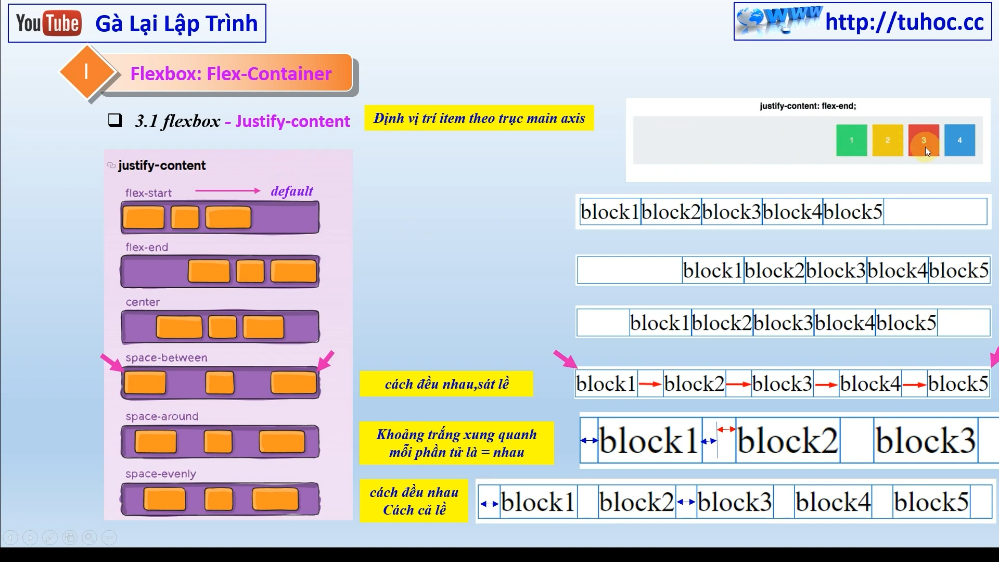 YouTube Gà Lại Lập Trình
www http://tuhoc.cc
I Flexbox: Flex-Container
3.1 flexbox - Justify-content
Định vị trí item theo trục main axis
justify-content: flex-end;
1 2 3 4
justify-content
flex-start default
block1 block2 block3 block4 block5
flex-end
block1 block2 block3 block4 block5
center
block1 block2 block3 block4 block5
space-between
cách đều nhau,sát lề
block1 block2 block3 block4 block5
space-around
Khoảng trắng xung quanh
mỗi phần tử là = nhau
block1 block2 block3
space-evenly
cách đều nhau
Cách cả lề
block1 block2 block3 block4 block5